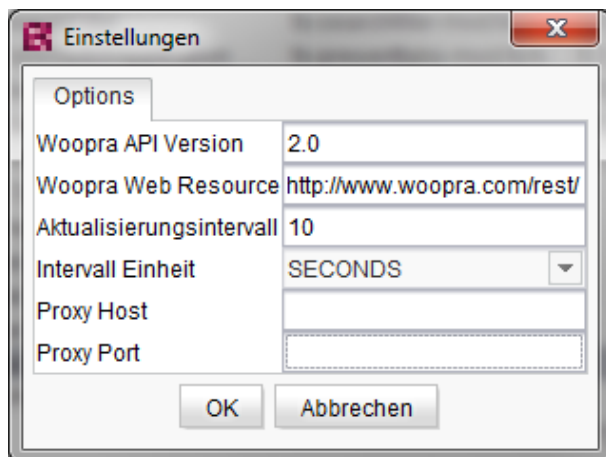 Einstellungen
Options
Woopra API Version 2.0
Woopra Web Resource http://www.woopra.com/rest/
Aktualisierungsintervall 10
Intervall Einheit SECONDS
Proxy Host
Proxy Port
OK Abbrechen